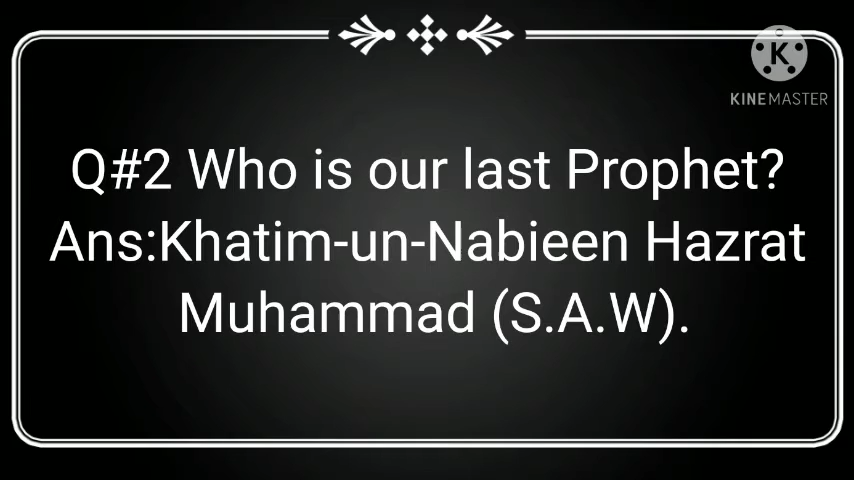 K
KINEMASTER
Q#2 Who is our last Prophet?
Ans:Khatim-un-Nabieen Hazrat
Muhammad (S.A.W).